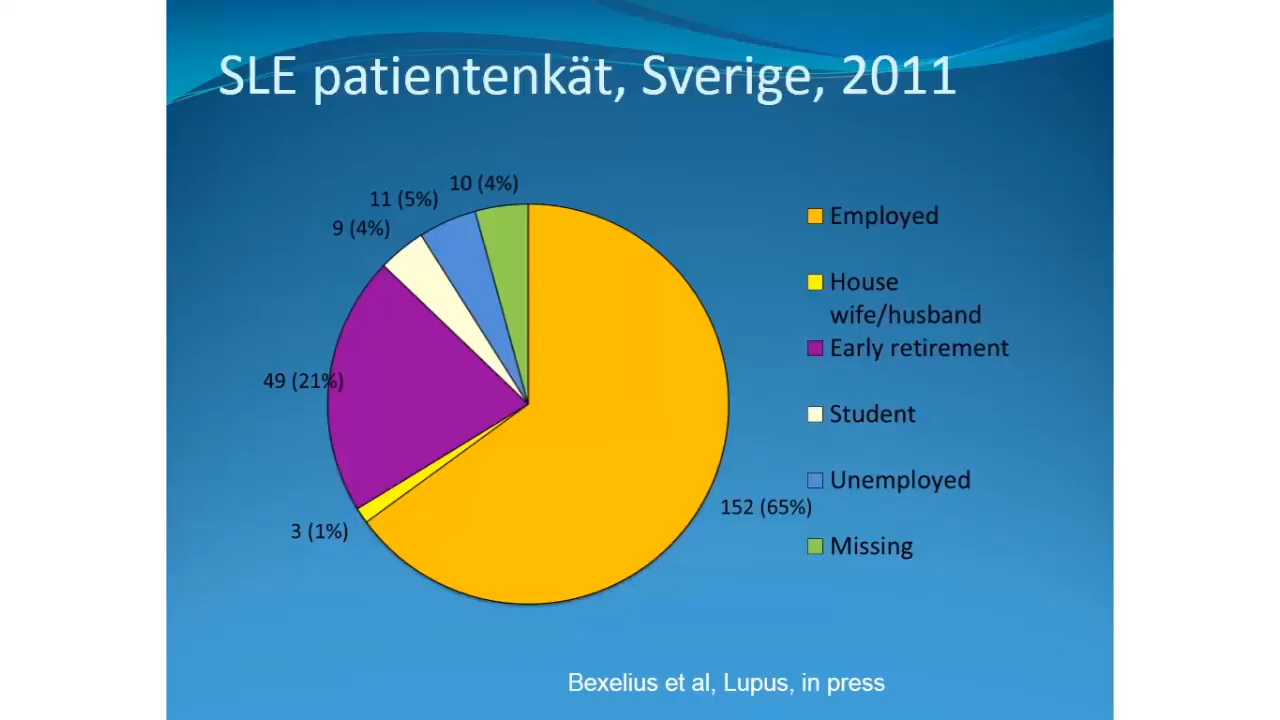 SLE patientenkät, Sverige, 2011
10 (4%)
11 (5%)
9 (4%)
49 (21%)
3 (1%)
152 (65%)
Employed
House
wife/husband
Early retirement
Student
Unemployed
Missing
Bexelius et al, Lupus, in press